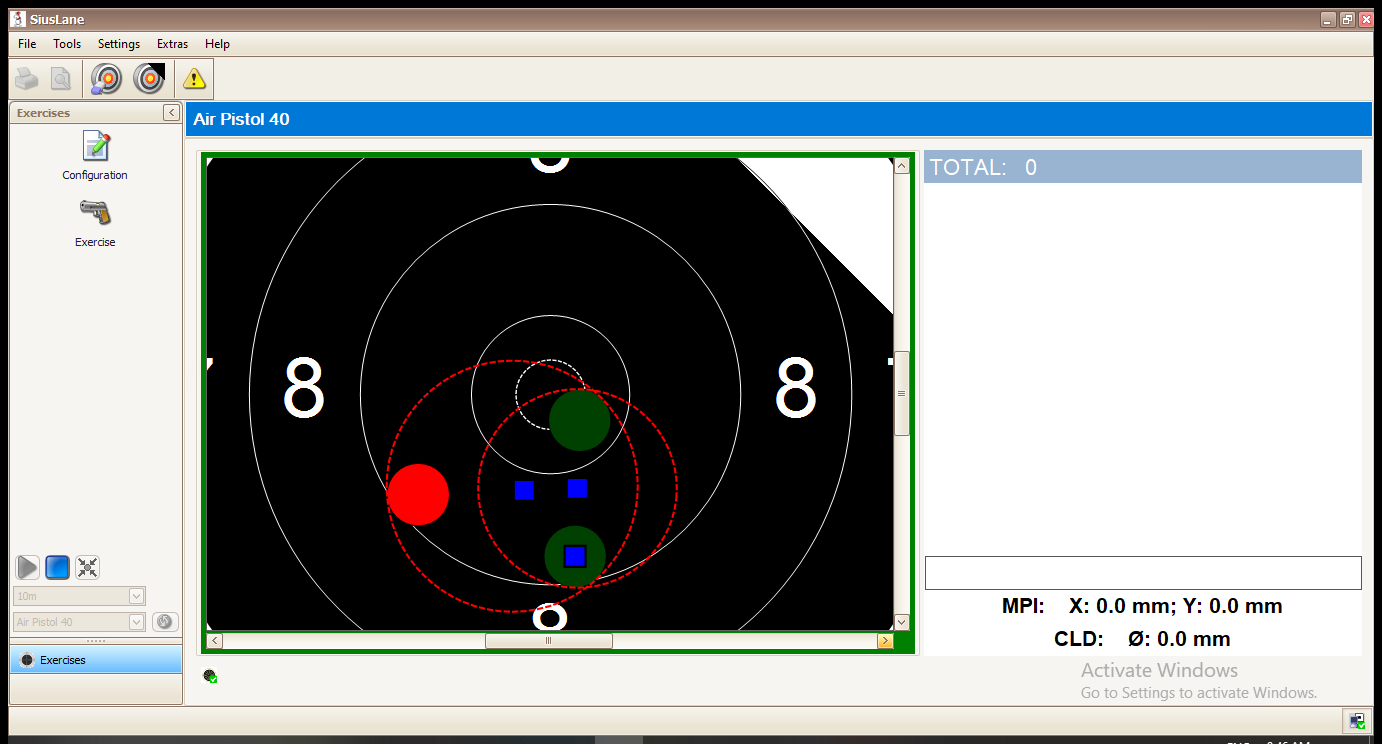 SiusLane
File Tools Settings Extras Help
Exercises
Configuration
Exercise
10m
Air Pistol 40
Exercises
Air Pistol 40
8
8
TOTAL: 0
MPI: X: 0.0 mm; Y: 0.0 mm
CLD: Ø: 0.0 mm
Activate Windows
Go to Settings to activate Windows.